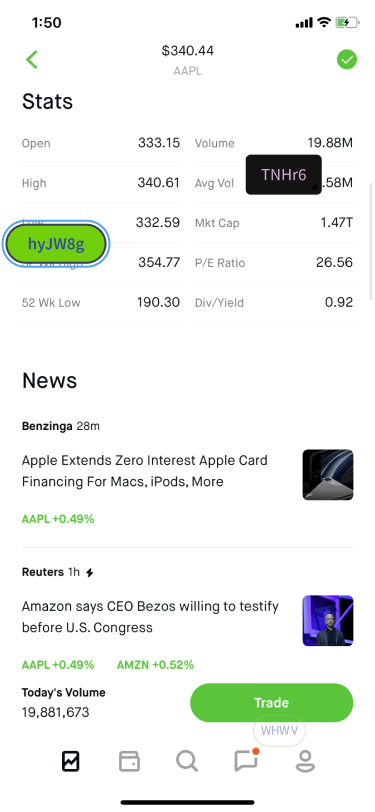 1:50
$340.44
AAPL
Stats
Open 333.15 Volume 19.88M
TNHr6
High 340.61 Avg Vol .58M
Low 332.59 Mkt Cap 1.47T
hyJW8g
52 Wk High 354.77 P/E Ratio 26.56
52 Wk Low 190.30 Div/Yield 0.92
News
Benzinga 28m
Apple Extends Zero Interest Apple Card
Financing For Macs, iPods, More
AAPL +0.49%
Reuters 1h
Amazon says CEO Bezos willing to testify
before U.S. Congress
AAPL +0.49% AMZN +0.52%
Today's Volume
19,881,673
Trade
WHWV